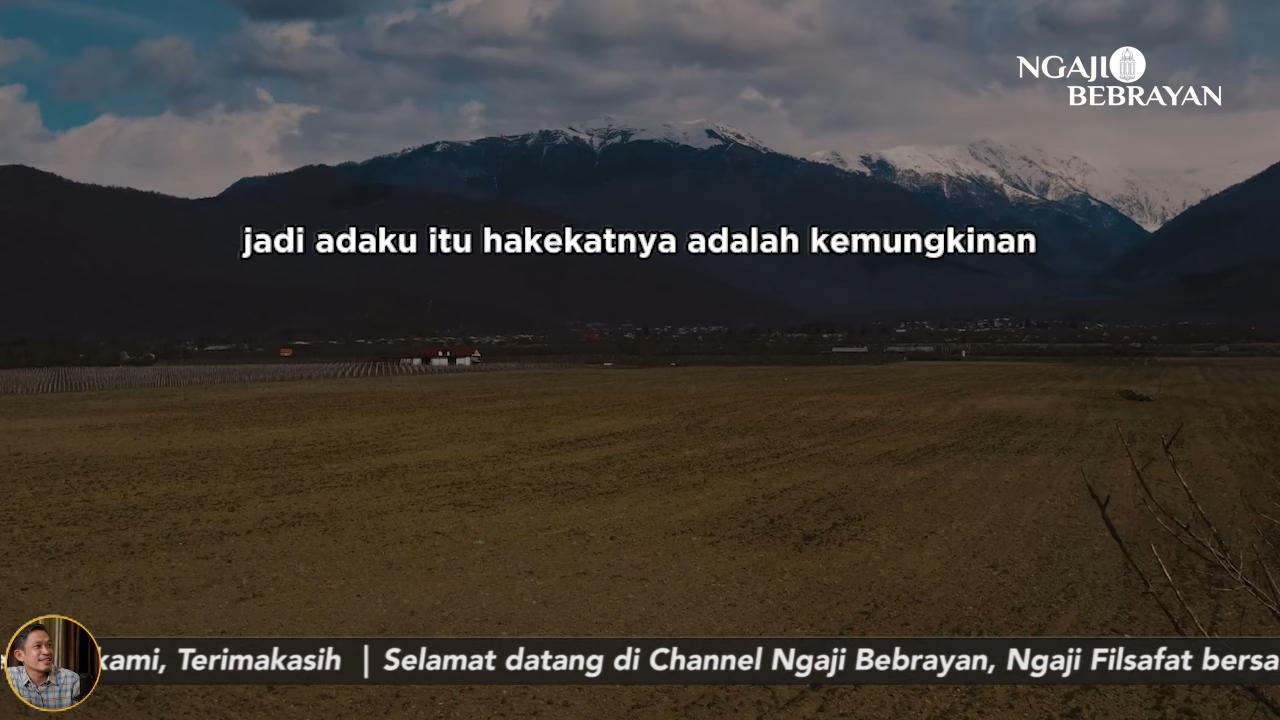 NGAJI
BEBRAYAN
jadi adaku itu hakekatnya adalah kemungkinan
kami, Terimakasih | Selamat datang di Channel Ngaji Bebrayan, Ngaji Filsafat bersa